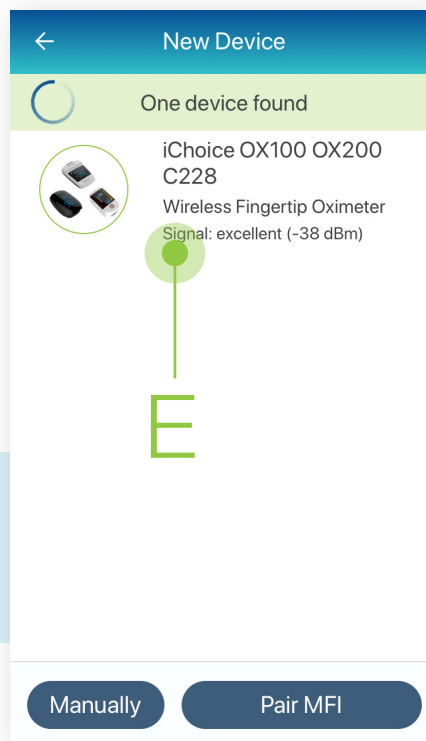 New Device
One device found
iChoice OX100 OX200
C228
Wireless Fingertip Oximeter
Signal: excellent (-38 dBm)
E
Manually
Pair MFI